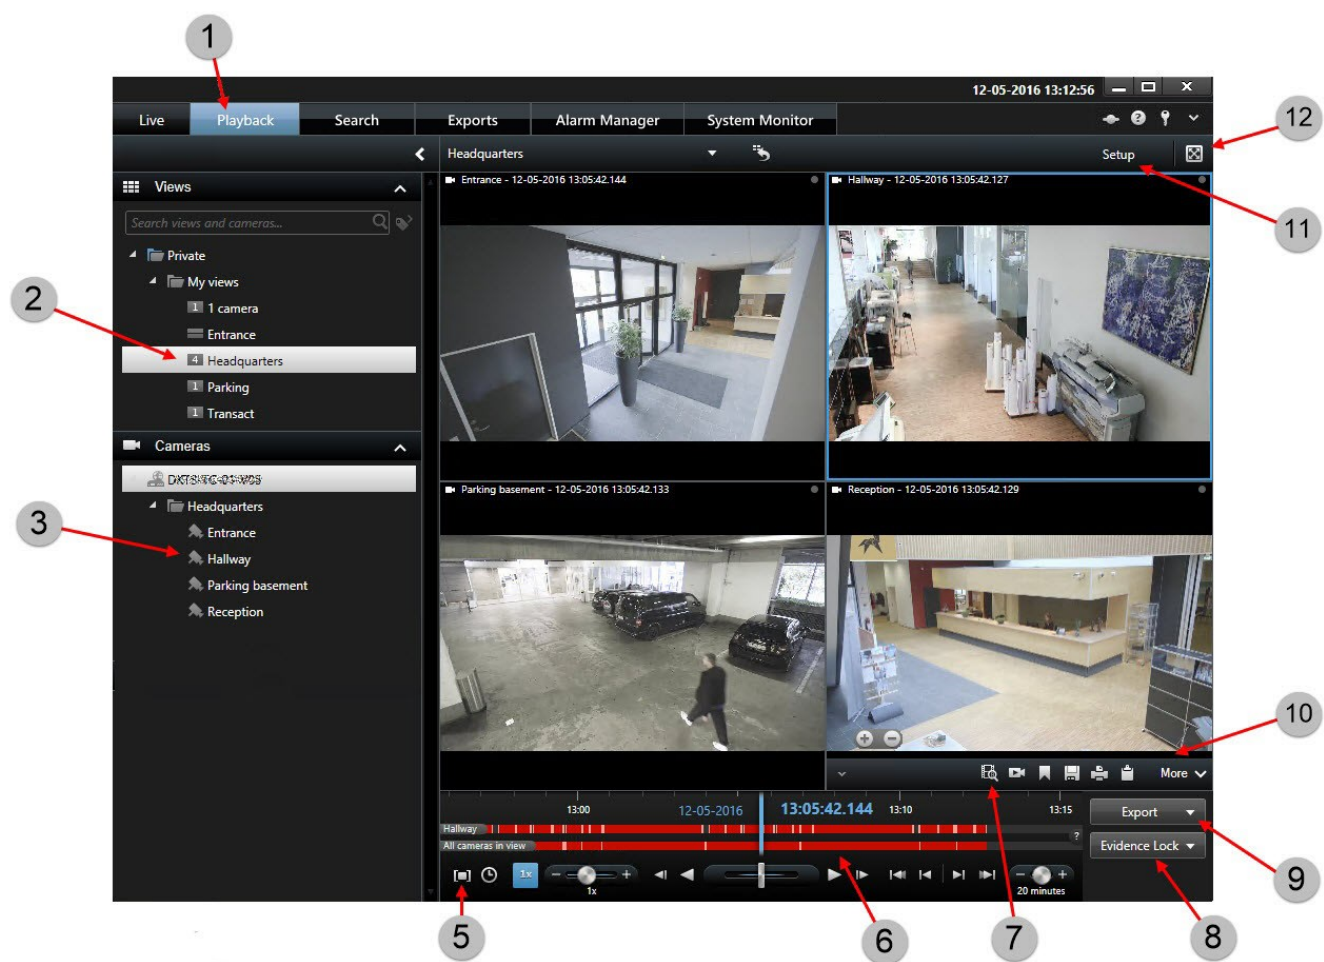 1
12-05-2016 13:12:56
Live Playback Search Exports Alarm Manager System Monitor
12
Headquarters Setup
Views
Entrance - 12-05-2016 13:05:42.144
Hallway - 12-05-2016 13:05:42.127
Search views and cameras...
11
Private
My views
2
1 1 camera
Entrance
4 Headquarters
1 Parking
1 Transact
Cameras
Parking basement - 12-05-2016 13:05:42.133
Reception - 12-05-2016 13:05:42.129
Headquarters
3
Entrance
Hallway
Parking basement
Reception
10
More
13:00 12-05-2016 13:05:42.144 13:10 13:15
Export
Hallway
?
All cameras in view
Evidence Lock
1x
1x
20 minutes
9
5
6
7
8